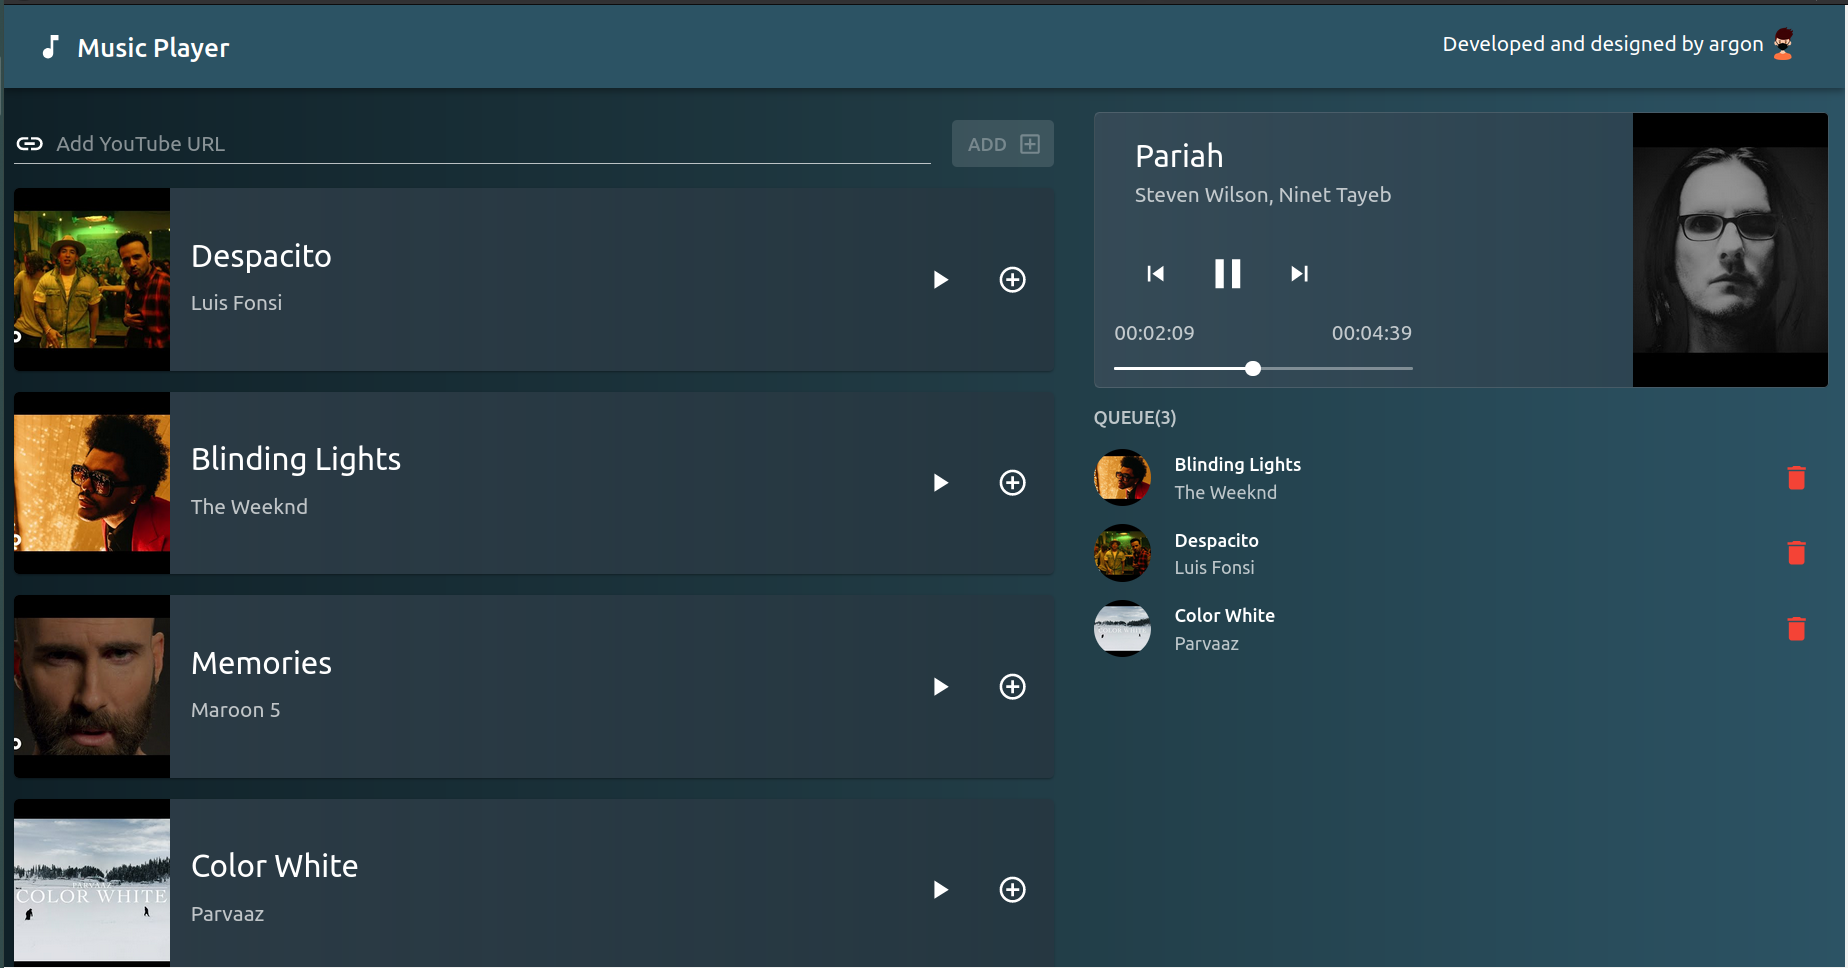 Music Player
Developed and designed by argon
Add YouTube URL
ADD
Despacito
Luis Fonsi
Blinding Lights
The Weeknd
Memories
Maroon 5
PARVAAZ
COLOR WHITE
Color White
Parvaaz
Pariah
Steven Wilson, Ninet Tayeb
00:02:09 00:04:39
QUEUE(3)
Blinding Lights
The Weeknd
Despacito
Luis Fonsi
COLOR WHITE
Color White
Parvaaz